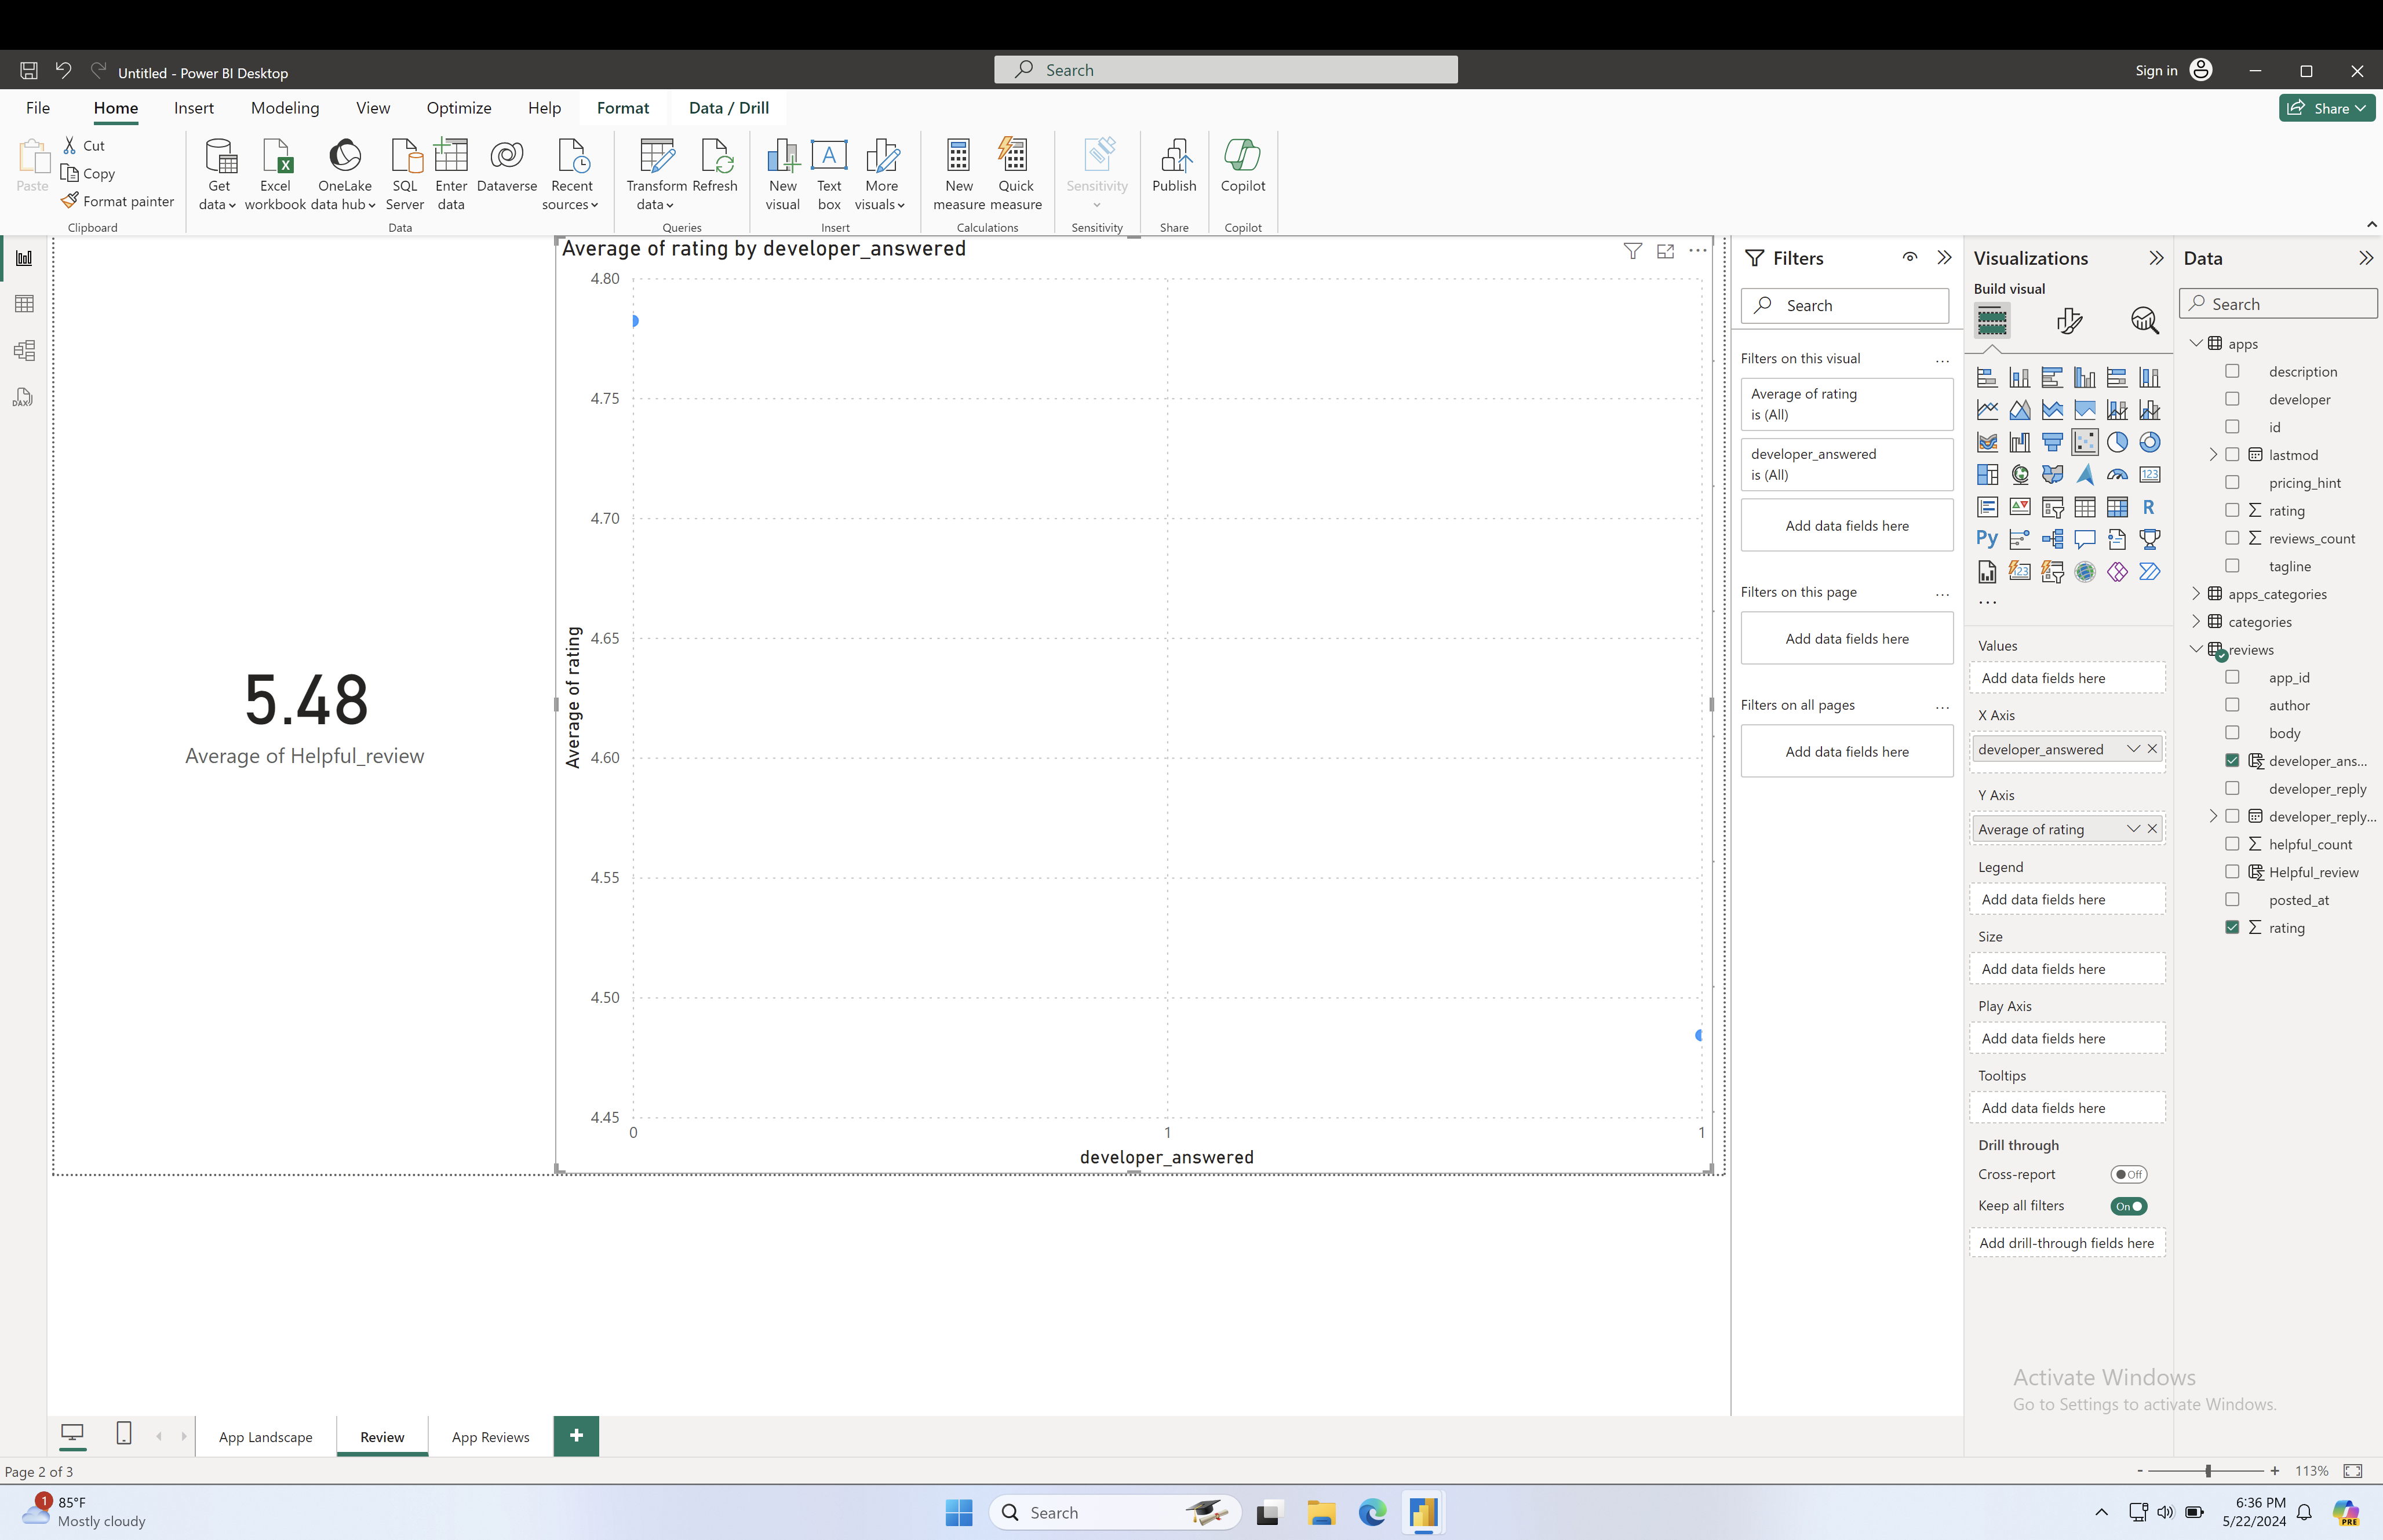 Untitled - Power BI Desktop
Search
Sign in
File
Home
Insert
Modeling
View
Optimize
Help
Format
Data / Drill
Share
Paste
Cut
Copy
Format painter
Clipboard
Get
data
Excel
workbook
OneLake
data hub
SQL
Server
Enter
data
Dataverse
Recent
sources
Data
Transform
data
Refresh
Queries
New
visual
Text
box
More
visuals
Insert
New
measure
Quick
measure
Calculations
Sensitivity
Sensitivity
Publish
Share
Copilot
Copilot
DAX
5.48
Average of Helpful_review
Average of rating by developer_answered
Average of rating
4.80
4.75
4.70
4.65
4.60
4.55
4.50
4.45
0
1
1
developer_answered
Filters
Search
Filters on this visual
...
Average of rating
is (All)
developer_answered
is (All)
Add data fields here
Filters on this page
...
Add data fields here
Filters on all pages
...
Add data fields here
Visualizations
Build visual
123
R
Py
123
...
Values
Add data fields here
X Axis
developer_answered
Y Axis
Average of rating
Legend
Add data fields here
Size
Add data fields here
Play Axis
Add data fields here
Tooltips
Add data fields here
Drill through
Cross-report
Off
Keep all filters
On
Add drill-through fields here
Data
Search
apps
description
developer
id
lastmod
pricing_hint
rating
reviews_count
tagline
apps_categories
categories
reviews
app_id
author
body
developer_ans...
developer_reply
developer_reply...
helpful_count
Helpful_review
posted_at
rating
Activate Windows
Go to Settings to activate Windows.
App Landscape
Review
App Reviews
+
Page 2 of 3
- + 113%
1
85°F
Mostly cloudy
Search
6:36 PM
5/22/2024
PRE